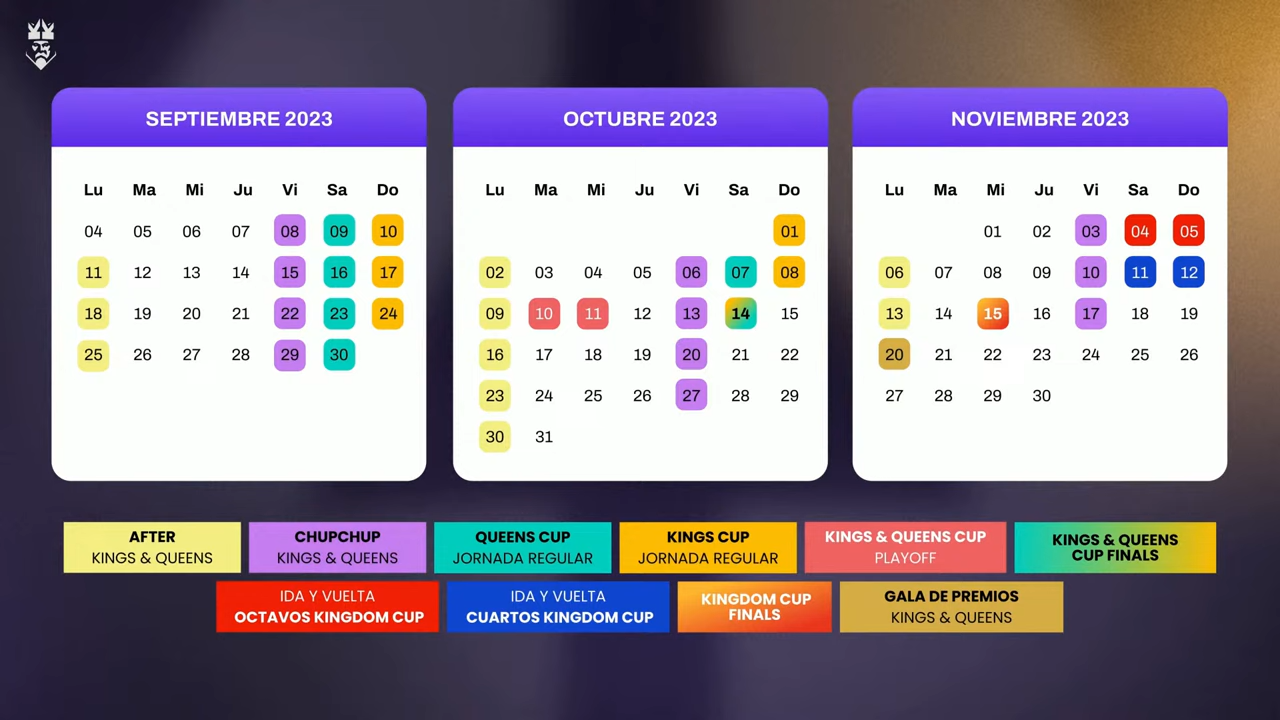 SEPTIEMBRE 2023
Lu Ma Mi Ju Vi Sa Do
04 05 06 07 08 09 10
11 12 13 14 15 16 17
18 19 20 21 22 23 24
25 26 27 28 29 30
OCTUBRE 2023
Lu Ma Mi Ju Vi Sa Do
01
02 03 04 05 06 07 08
09 10 11 12 13 14 15
16 17 18 19 20 21 22
23 24 25 26 27 28 29
30 31
NOVIEMBRE 2023
Lu Ma Mi Ju Vi Sa Do
01 02 03 04 05
06 07 08 09 10 11 12
13 14 15 16 17 18 19
20 21 22 23 24 25 26
27 28 29 30
AFTER
KINGS & QUEENS
CHUPCHUP
KINGS & QUEENS
QUEENS CUP
JORNADA REGULAR
KINGS CUP
JORNADA REGULAR
KINGS & QUEENS CUP
PLAYOFF
KINGS & QUEENS
CUP FINALS
IDA Y VUELTA
OCTAVOS KINGDOM CUP
IDA Y VUELTA
CUARTOS KINGDOM CUP
KINGDOM CUP
FINALS
GALA DE PREMIOS
KINGS & QUEENS